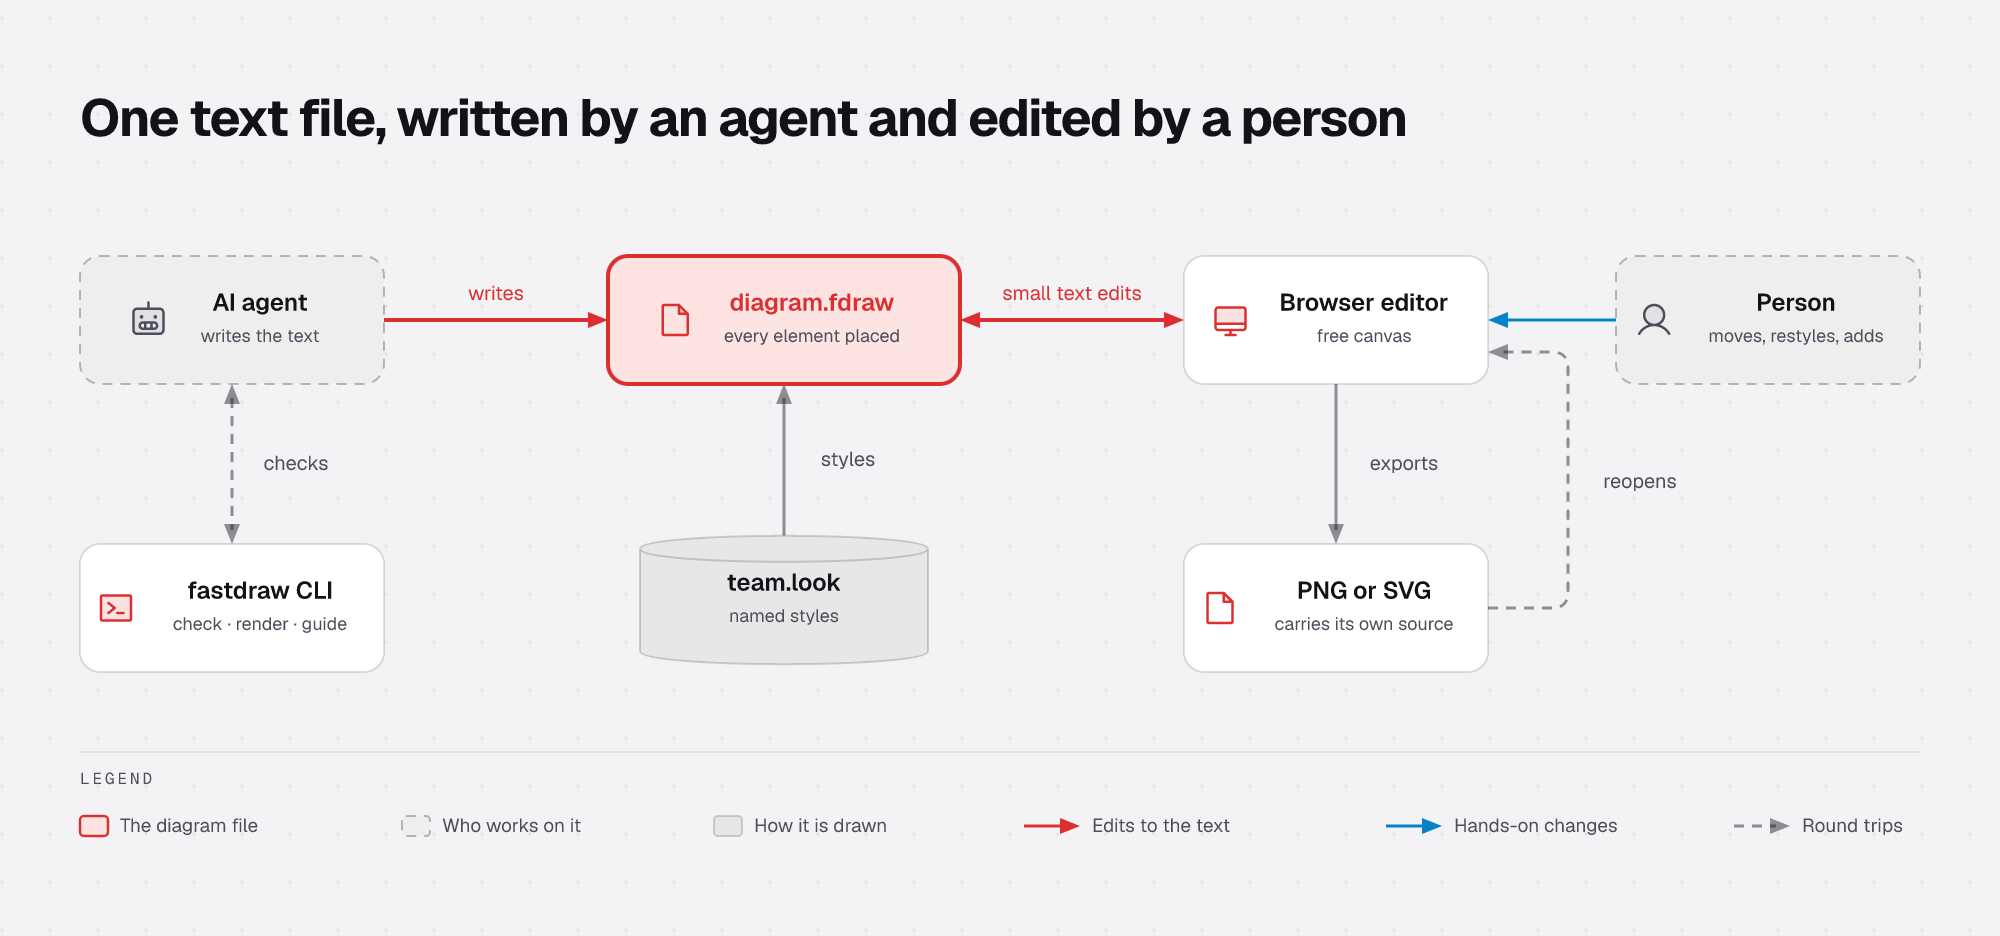 One text file, written by an agent and edited by a person
AI agent
writes the text
writes
diagram.fdraw
every element placed
small text edits
Browser editor
free canvas
Person
moves, restyles, adds
checks
styles
exports
reopens
fastdraw CLI
check · render · guide
team.look
named styles
PNG or SVG
carries its own source
LEGEND
The diagram file
Who works on it
How it is drawn
Edits to the text
Hands-on changes
Round trips